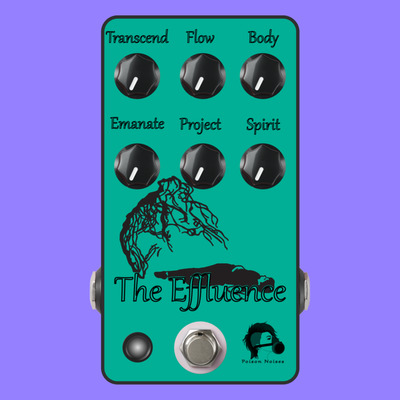 Transcend Flow Body
Emanate Project Spirit
The Effluence
Poison Noises